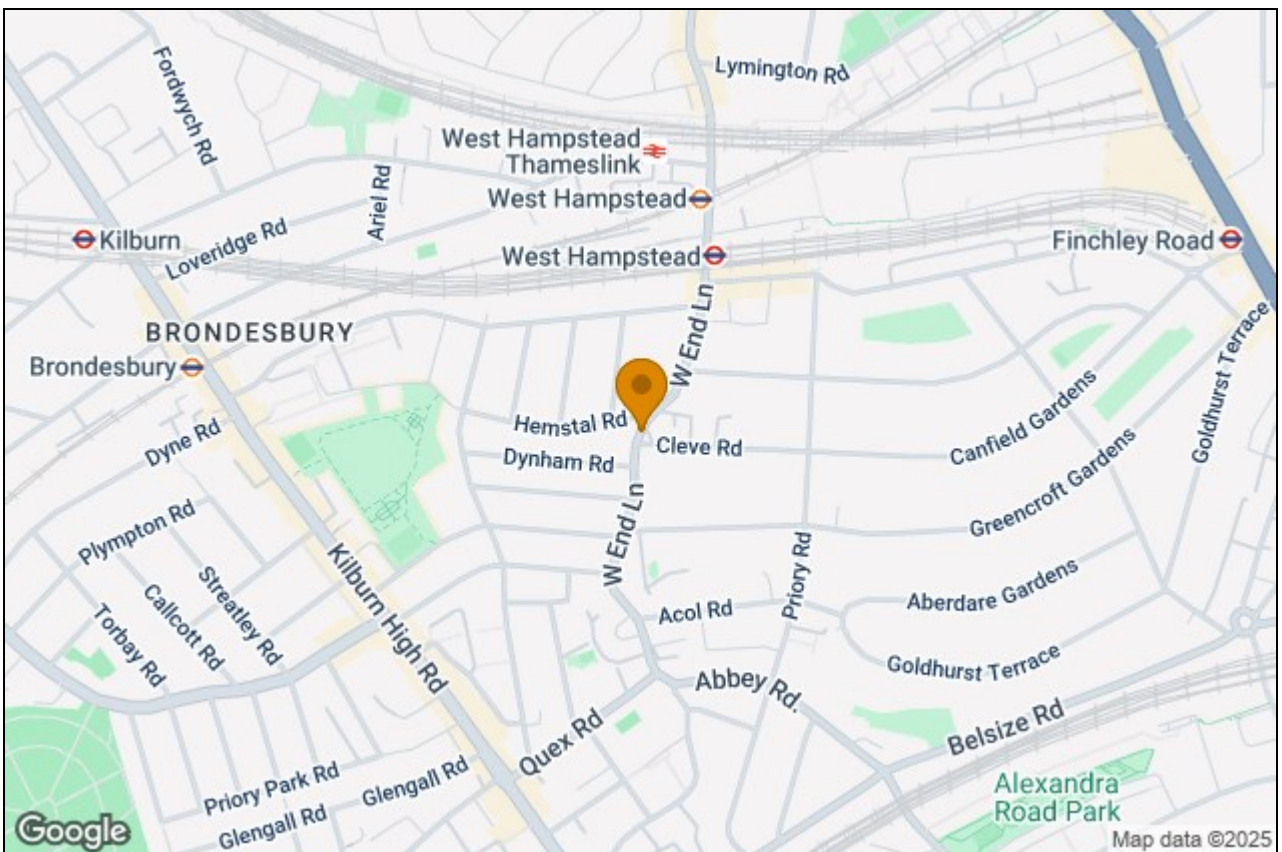 Fordwych Rd
Lymington Rd
West Hampstead
Thameslink
West Hampstead
Ariel Rd
Kilburn
Loveridge Rd
West Hampstead
Finchley Road
W End Ln
BRONDESBURY
Brondesbury
Goldhurst Terrace
Hemstal Rd
Cleve Rd
Canfield Gardens
Dyne Rd
Dynham Rd
Greencroft Gardens
Plympton Rd
W End Ln
Kilburn High Rd
Streatley Rd
Callcott Rd
Torbay Rd
Priory Rd
Aberdare Gardens
Acol Rd
Goldhurst Terrace
Abbey Rd.
Belsize Rd
Quex Rd
Priory Park Rd
Glengall Rd
Glengall Rd
Alexandra
Road Park
Google
Map data ©2025